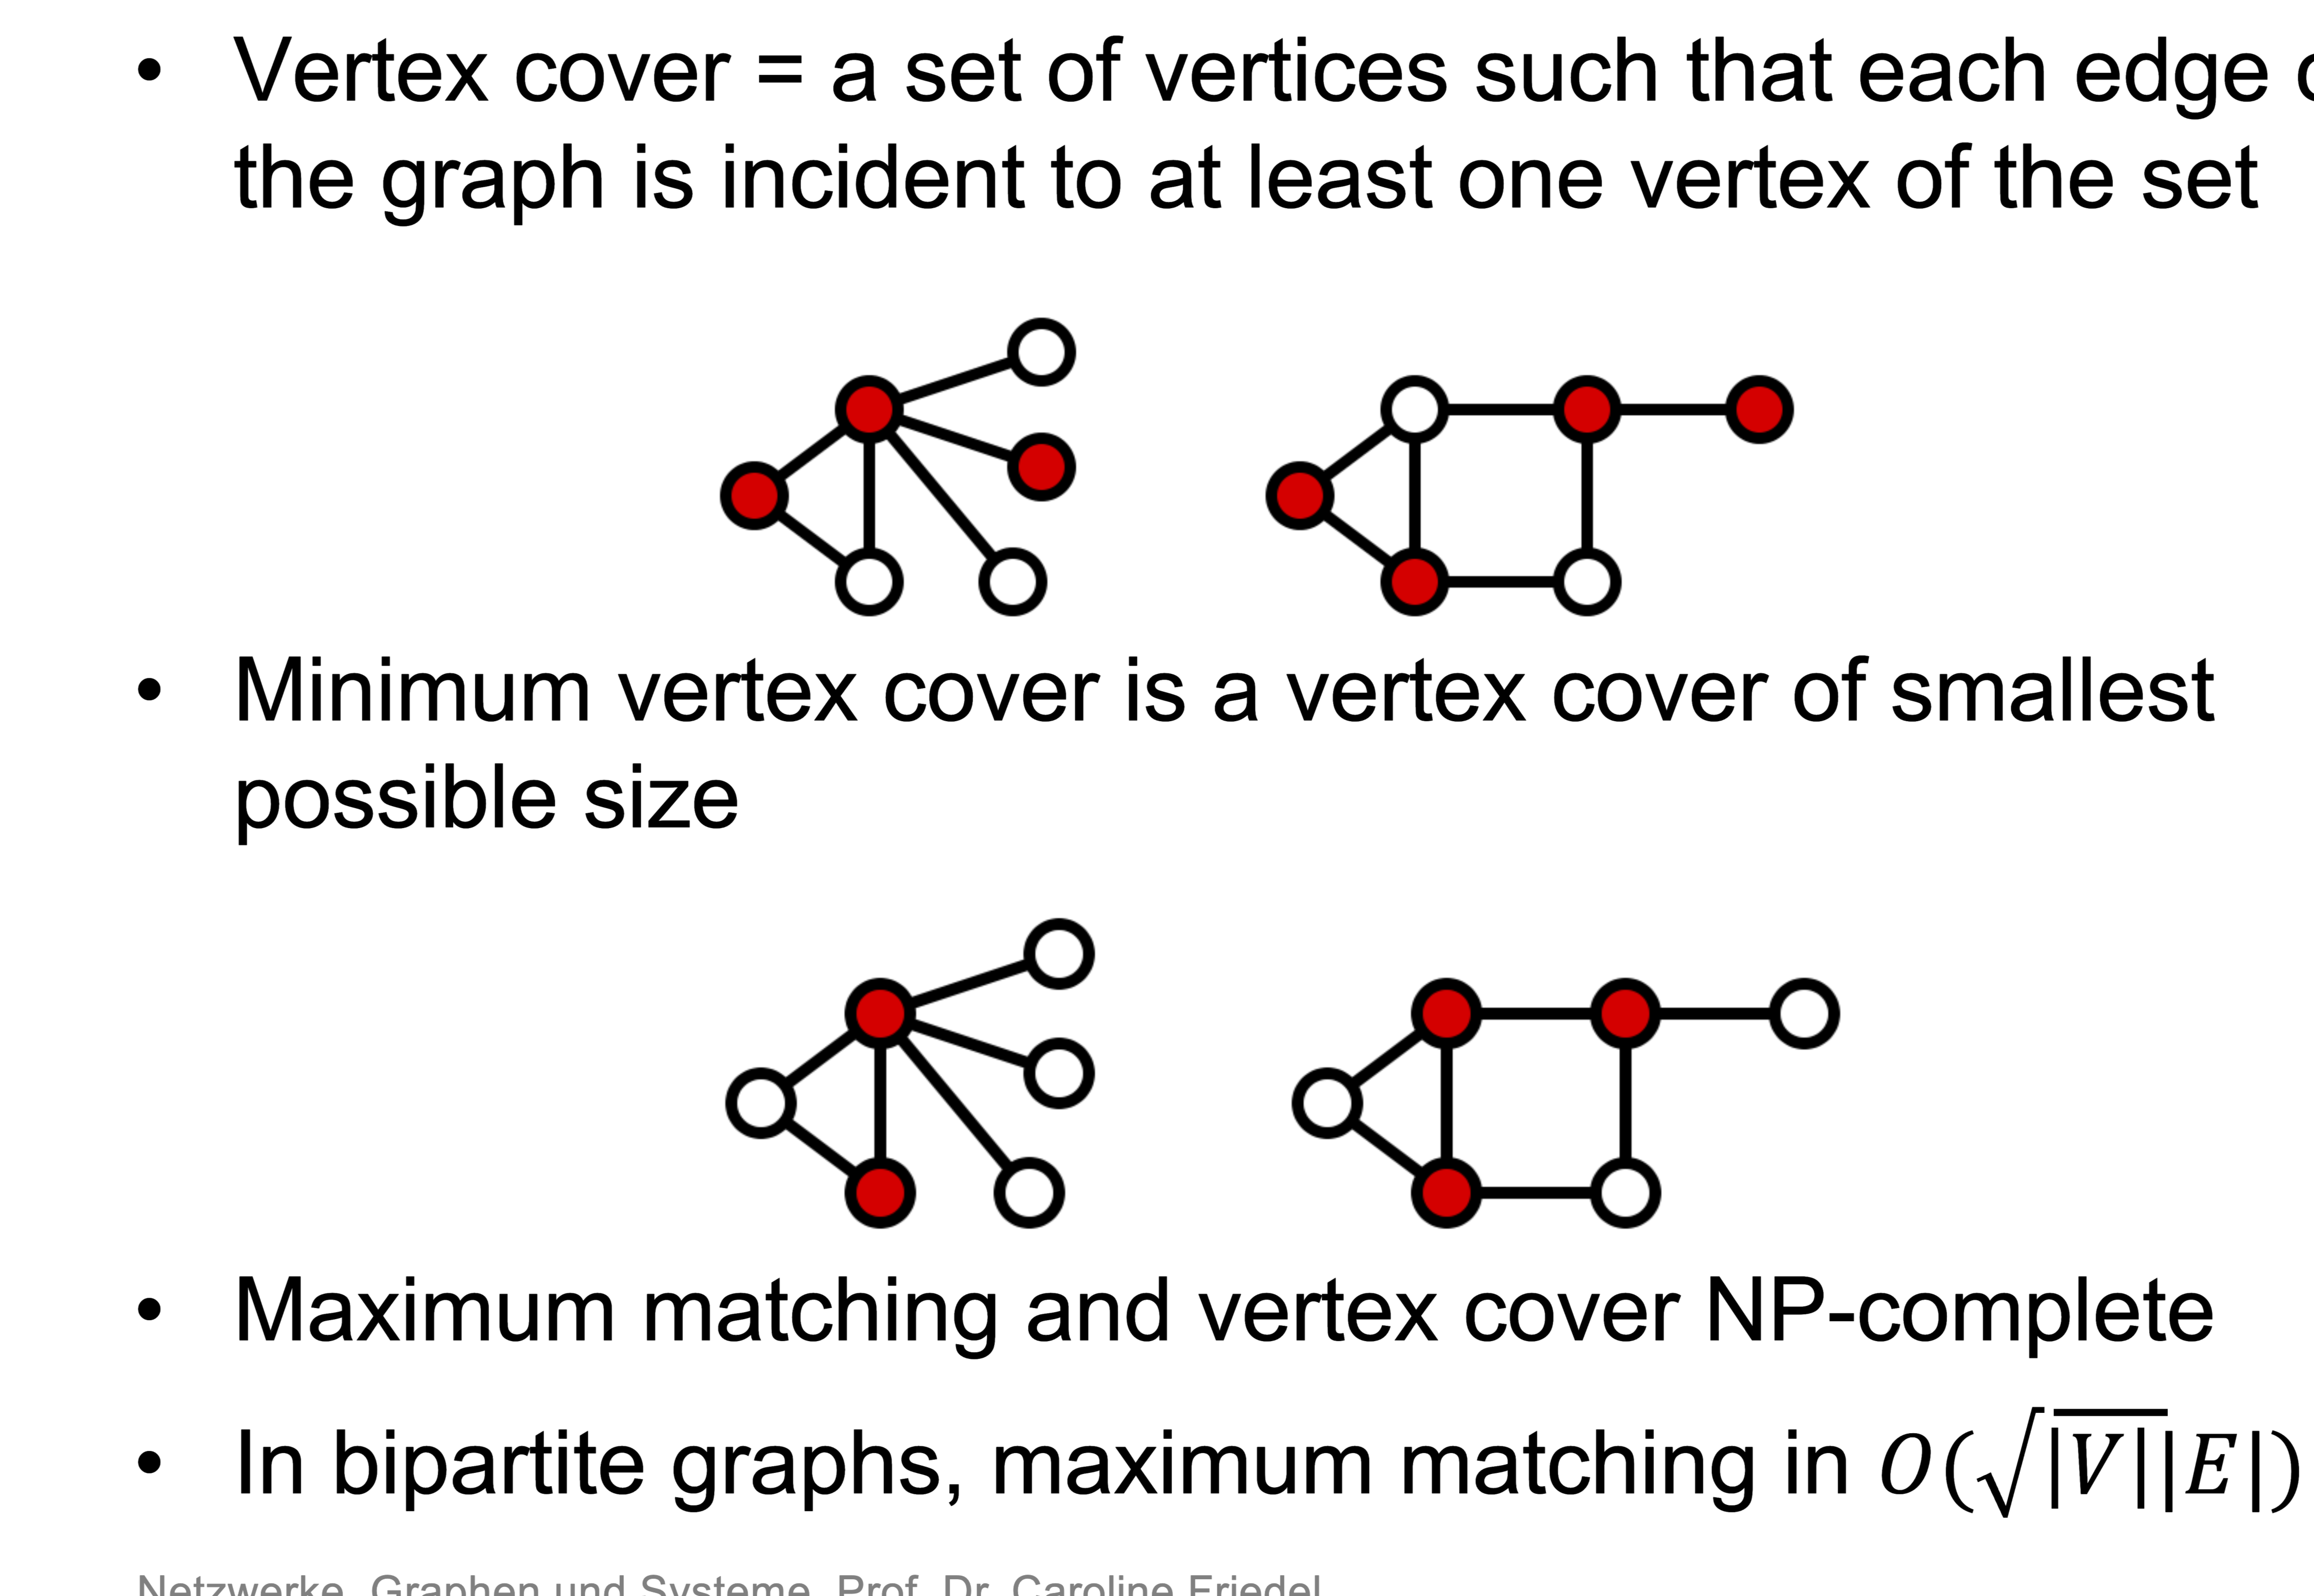 • Vertex cover = a set of vertices such that each edge
the graph is incident to at least one vertex of the set
• Minimum vertex cover is a vertex cover of smallest
possible size
• Maximum matching and vertex cover NP-complete
• In bipartite graphs, maximum matching in O(√|V||E|)
Netzwerke, Graphen und Systeme, Prof. Dr. Caroline Friedel